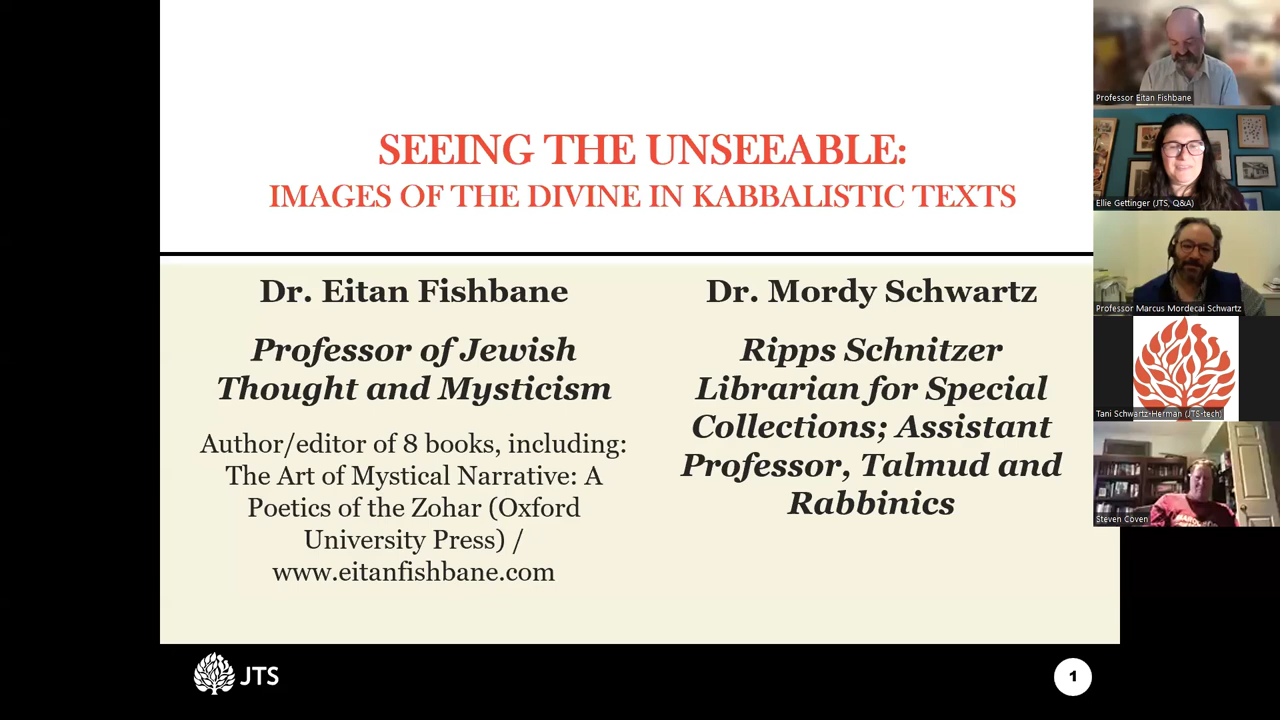 SEEING THE UNSEEABLE:
IMAGES OF THE DIVINE IN KABBALISTIC TEXTS
Dr. Eitan Fishbane
Professor of Jewish
Thought and Mysticism
Author/editor of 8 books, including:
The Art of Mystical Narrative: A
Poetics of the Zohar (Oxford
University Press) /
www.eitanfishbane.com
Dr. Mordy Schwartz
Ripps Schnitzer
Librarian for Special
Collections; Assistant
Professor, Talmud and
Rabbinics
JTS
1
Professor Eitan Fishbane
Ellie Gettinger (JTS, Q&A)
Professor Marcus Mordecai Schwartz
Tani Schwartz-Herman (JTS-tech)
Steven Coven